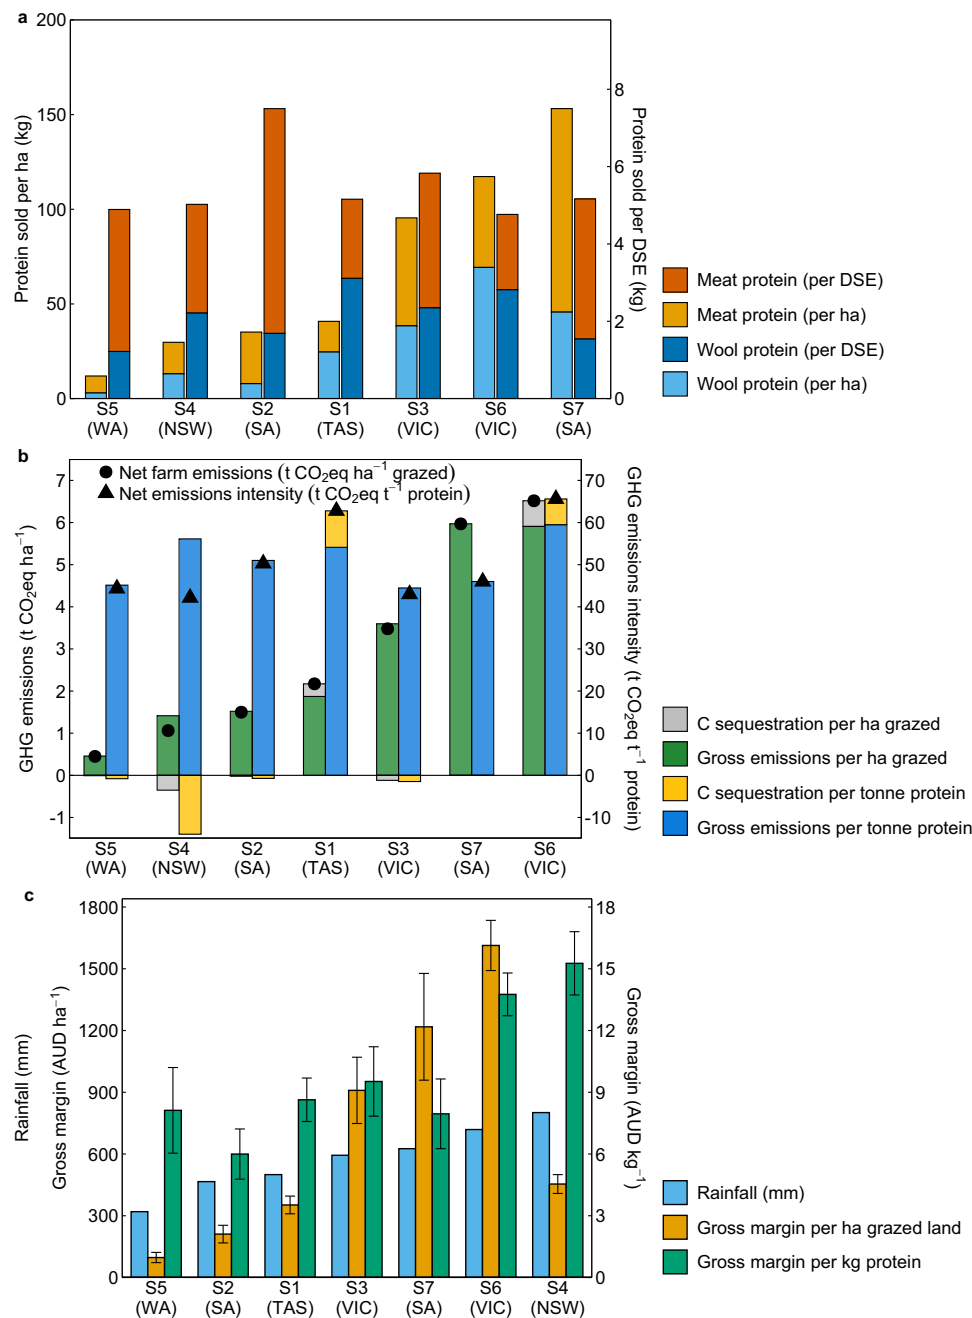 a
200
150
100
50
0
Protein sold per ha (kg)
8
6
4
2
0
Protein sold per DSE (kg)
S5 S4 S2 S1 S3 S6 S7
(WA) (NSW) (SA) (TAS) (VIC) (VIC) (SA)
Meat protein (per DSE)
Meat protein (per ha)
Wool protein (per DSE)
Wool protein (per ha)
b
Net farm emissions (t CO₂eq ha⁻¹ grazed)
Net emissions intensity (t CO₂eq t⁻¹ protein)
7
6
5
4
3
2
1
0
-1
GHG emissions (t CO₂eq ha⁻¹)
70
60
50
40
30
20
10
0
-10
GHG emissions intensity (t CO₂eq t⁻¹ protein)
S5 S4 S2 S1 S3 S7 S6
(WA) (NSW) (SA) (TAS) (VIC) (SA) (VIC)
C sequestration per ha grazed
Gross emissions per ha grazed
C sequestration per tonne protein
Gross emissions per tonne protein
c
1800
1500
1200
900
600
300
0
Rainfall (mm)
Gross margin (AUD ha⁻¹)
18
15
12
9
6
3
0
Gross margin (AUD kg⁻¹)
S5 S2 S1 S3 S7 S6 S4
(WA) (SA) (TAS) (VIC) (SA) (VIC) (NSW)
Rainfall (mm)
Gross margin per ha grazed land
Gross margin per kg protein